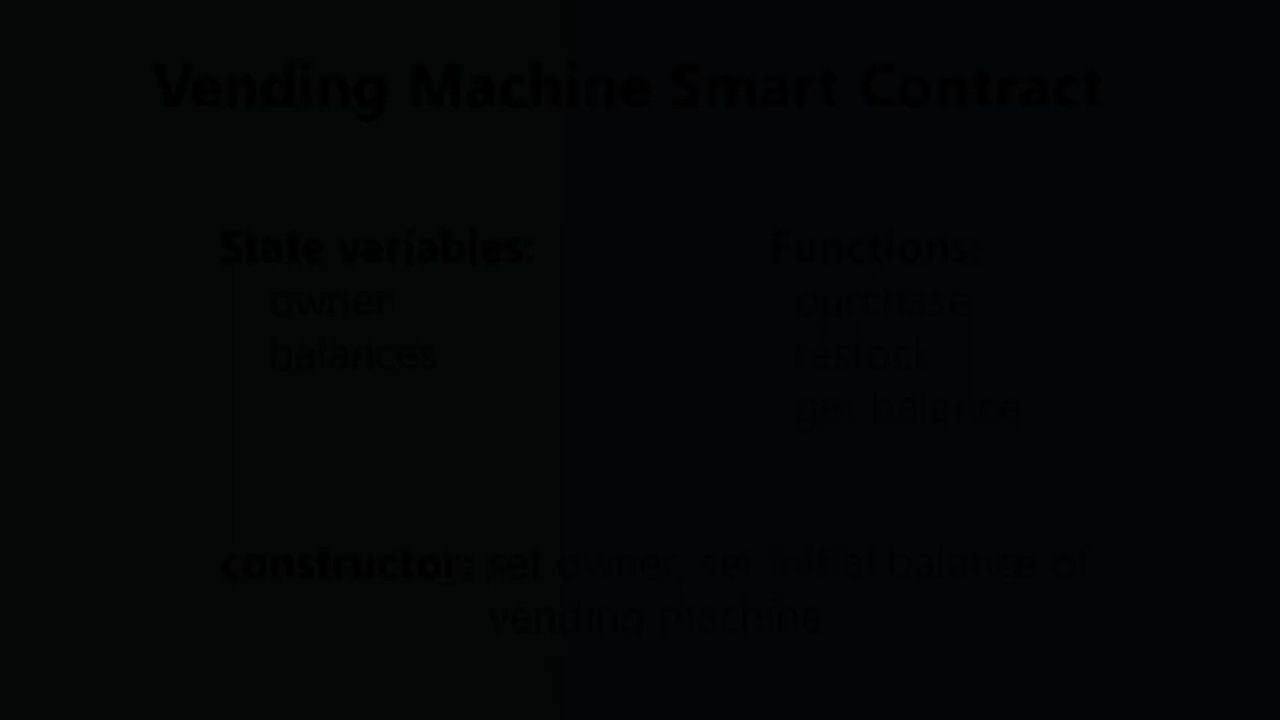 Vending Machine Smart Contract
State variables:
owner
balances
Functions:
purchase
restock
get balance
constructor: set owner, set initial balance of
vending machine